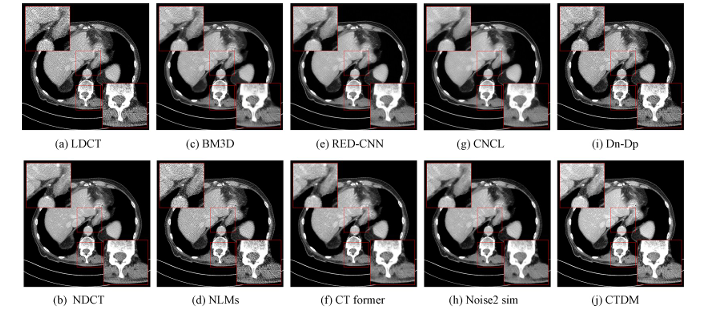 (a) LDCT
(c) BM3D
(e) RED-CNN
(g) CNCL
(i) Dn-Dp
(b) NDCT
(d) NLMs
(f) CT former
(h) Noise2 sim
(j) CTDM